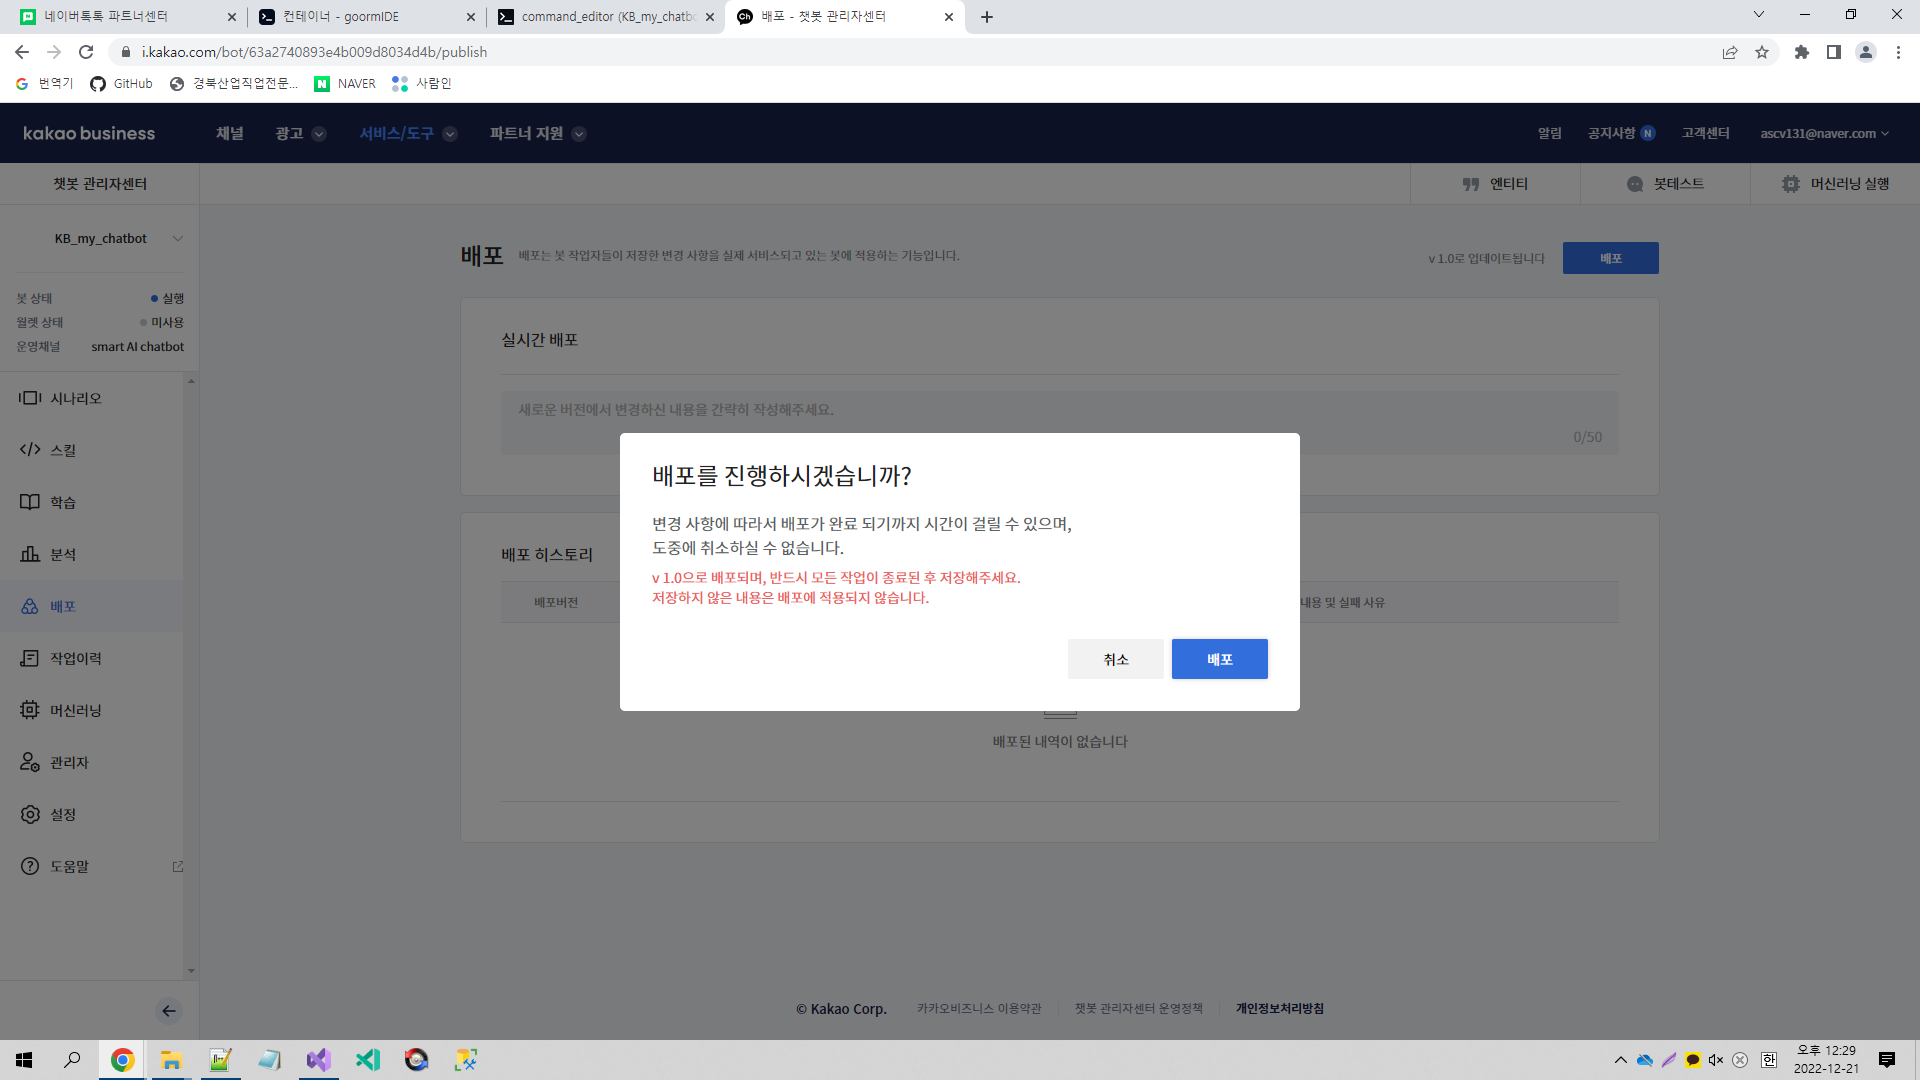 네이버톡톡 파트너센터
컨테이너 - goormIDE
command_editor (KB_my_chatb
배포 - 챗봇 관리자센터
i.kakao.com/bot/63a2740893e4b009d8034d4b/publish
번역기
GitHub
경북산업직업전문...
NAVER
사람인
kakao business
채널
광고
서비스/도구
파트너 지원
알림
공지사항 N
고객센터
ascv131@naver.com
챗봇 관리자센터
엔티티
봇테스트
머신러닝 실행
KB_my_chatbot
봇 상태
실행
월렛 상태
미사용
운영채널
smart AI chatbot
시나리오
스킬
학습
분석
배포
작업이력
머신러닝
관리자
설정
도움말
배포
배포는 봇 작업자들이 저장한 변경 사항을 실제 서비스되고 있는 봇에 적용하는 기능입니다.
v 1.0로 업데이트됩니다
배포
실시간 배포
새로운 버전에서 변경하신 내용을 간략히 작성해주세요.
0/50
배포 히스토리
배포버전
내용 및 실패 사유
배포된 내역이 없습니다
배포를 진행하시겠습니까?
변경 사항에 따라서 배포가 완료 되기까지 시간이 걸릴 수 있으며,
도중에 취소하실 수 없습니다.
v 1.0으로 배포되며, 반드시 모든 작업이 종료된 후 저장해주세요.
저장하지 않은 내용은 배포에 적용되지 않습니다.
취소
배포
© Kakao Corp.
카카오비즈니스 이용약관
챗봇 관리자센터 운영정책
개인정보처리방침
한
오후 12:29
2022-12-21